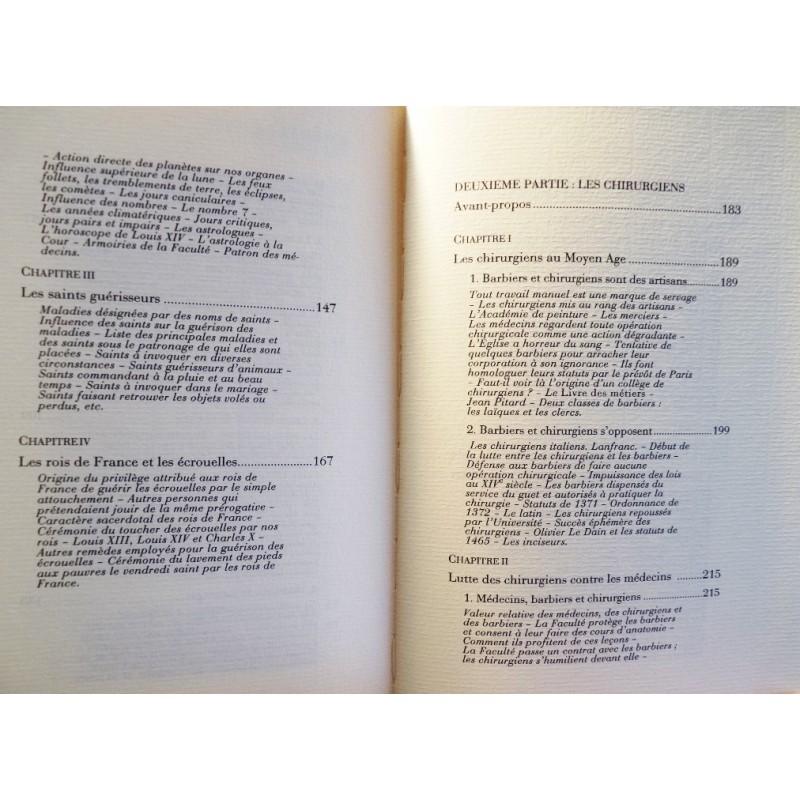 - Action directe des planètes sur nos organes -
Influence supérieure de la lune - Les feux
follets, les tremblements de terre, les éclipses,
les comètes - Les jours caniculaires -
Influence des nombres - Le nombre 7 -
Les années climatériques - Jours critiques,
jours pairs et impairs - Les astrologues -
L'horoscope de Louis XIV - L'astrologie à la
Cour - Armoiries de la Faculté - Patron des mé-
decins.
CHAPITRE III
Les saints guérisseurs ...............................147
Maladies désignées par des noms de saints -
Influence des saints sur la guérison des
maladies - Liste des principales maladies et
des saints sous le patronage de qui elles sont
placées - Saints à invoquer en diverses
circonstances - Saints guérisseurs d'animaux -
Saints commandant à la pluie et au beau
temps - Saints à invoquer dans le mariage -
Saints faisant retrouver les objets volés ou
perdus, etc.
CHAPITRE IV
Les rois de France et les écrouelles...............167
Origine du privilège attribué aux rois de
France de guérir les écrouelles par le simple
attouchement - Autres personnes qui
prétendaient jouir de la même prérogative -
Caractère sacerdotal des rois de France -
Cérémonie du toucher des écrouelles par nos
rois - Louis XIII, Louis XIV et Charles X -
Autres remèdes employés pour la guérison des
écrouelles - Cérémonie du lavement des pieds
aux pauvres le vendredi saint par les rois de
France.
DEUXIEME PARTIE : LES CHIRURGIENS
Avant-propos ...............................183
CHAPITRE I
Les chirurgiens au Moyen Age ...................189
1. Barbiers et chirurgiens sont des artisans ....189
Tout travail manuel est une marque de servage
- Les chirurgiens mis au rang des artisans -
L'Académie de peinture - Les merciers -
Les médecins regardent toute opération
chirurgicale comme une action dégradante -
L'Eglise a horreur du sang - Tentative de
quelques barbiers pour arracher leur
corporation à son ignorance - Ils font
homologuer leurs statuts par le prévôt de Paris
- Faut-il voir là l'origine d'un collège de
chirurgiens ? - Le Livre des métiers -
Jean Pitard - Deux classes de barbiers :
les laïques et les clercs.
2. Barbiers et chirurgiens s'opposent ............199
Les chirurgiens italiens. Lanfranc. - Début de
la lutte entre les chirurgiens et les barbiers -
Défense aux barbiers de faire aucune
opération chirurgicale - Impuissance des lois
au XIVe siècle - Les barbiers dispensés du
service du guet et autorisés à pratiquer la
chirurgie - Statuts de 1371 - Ordonnance de
1372 - Le latin - Les chirurgiens repoussés
par l'Université - Succès éphémère des
chirurgiens - Olivier Le Dain et les statuts de
1465 - Les inciseurs.
CHAPITRE II
Lutte des chirurgiens contre les médecins ........215
1. Médecins, barbiers et chirurgiens .............215
Valeur relative des médecins, des chirurgiens et
des barbiers - La Faculté protège les barbiers
et consent à leur faire des cours d'anatomie -
Comment ils profitent de ces leçons -
La Faculté passe un contrat avec les barbiers ;
les chirurgiens s'humilient devant elle -